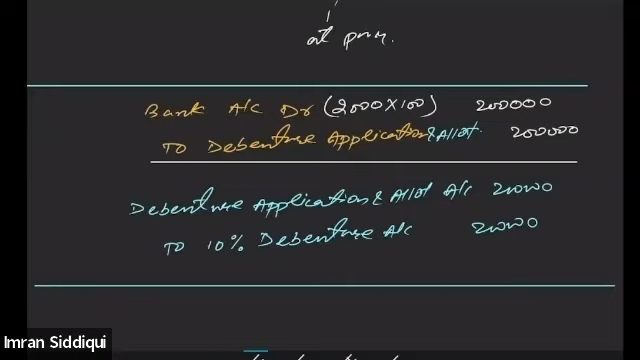 at par.
Bank A/c Dr (2000×100) 200000
To Debenture Application & Allot. 200000
Debenture Application & Allot A/c 200000
To 10% Debenture A/c 200000
Imran Siddiqui